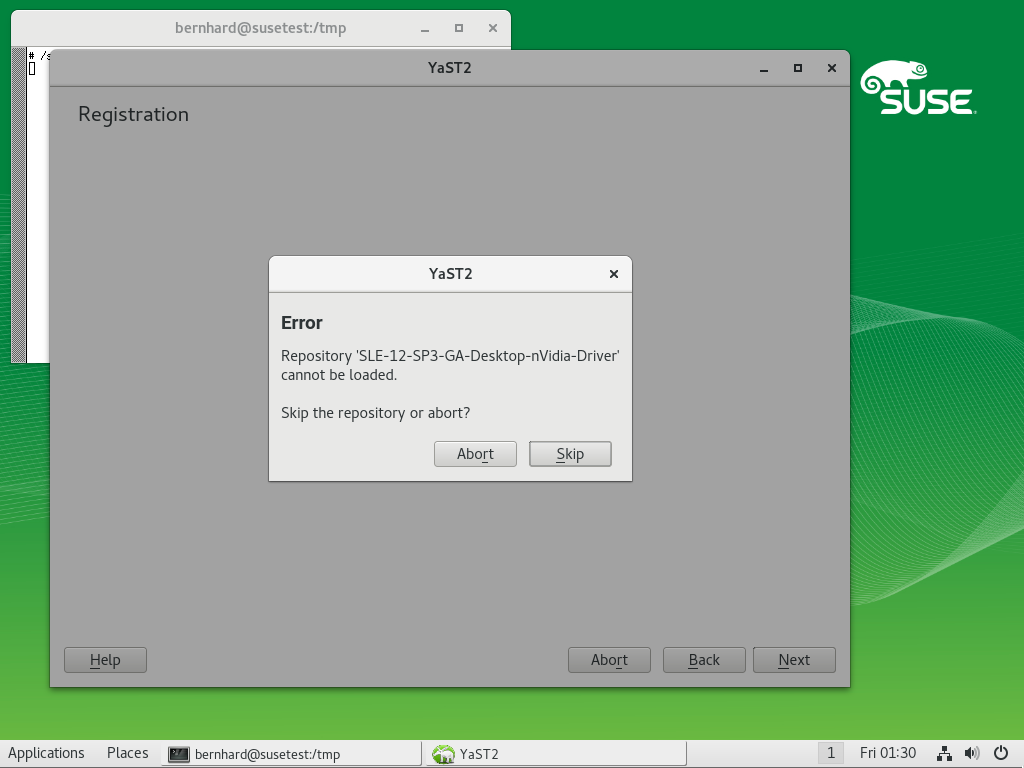 bernhard@susetest:/tmp
# /s
YaST2
Registration
SUSE
YaST2
Error
Repository 'SLE-12-SP3-GA-Desktop-nVidia-Driver'
cannot be loaded.
Skip the repository or abort?
Abort
Skip
Help
Abort
Back
Next
Applications
Places
bernhard@susetest:/tmp
YaST2
1
Fri 01:30